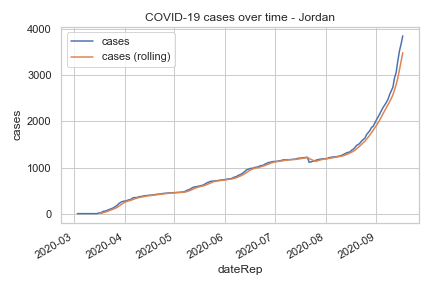 COVID-19 cases over time - Jordan
cases
cases (rolling)
4000
3000
2000
1000
0
cases
2020-03
2020-04
2020-05
2020-06
2020-07
2020-08
2020-09
dateRep